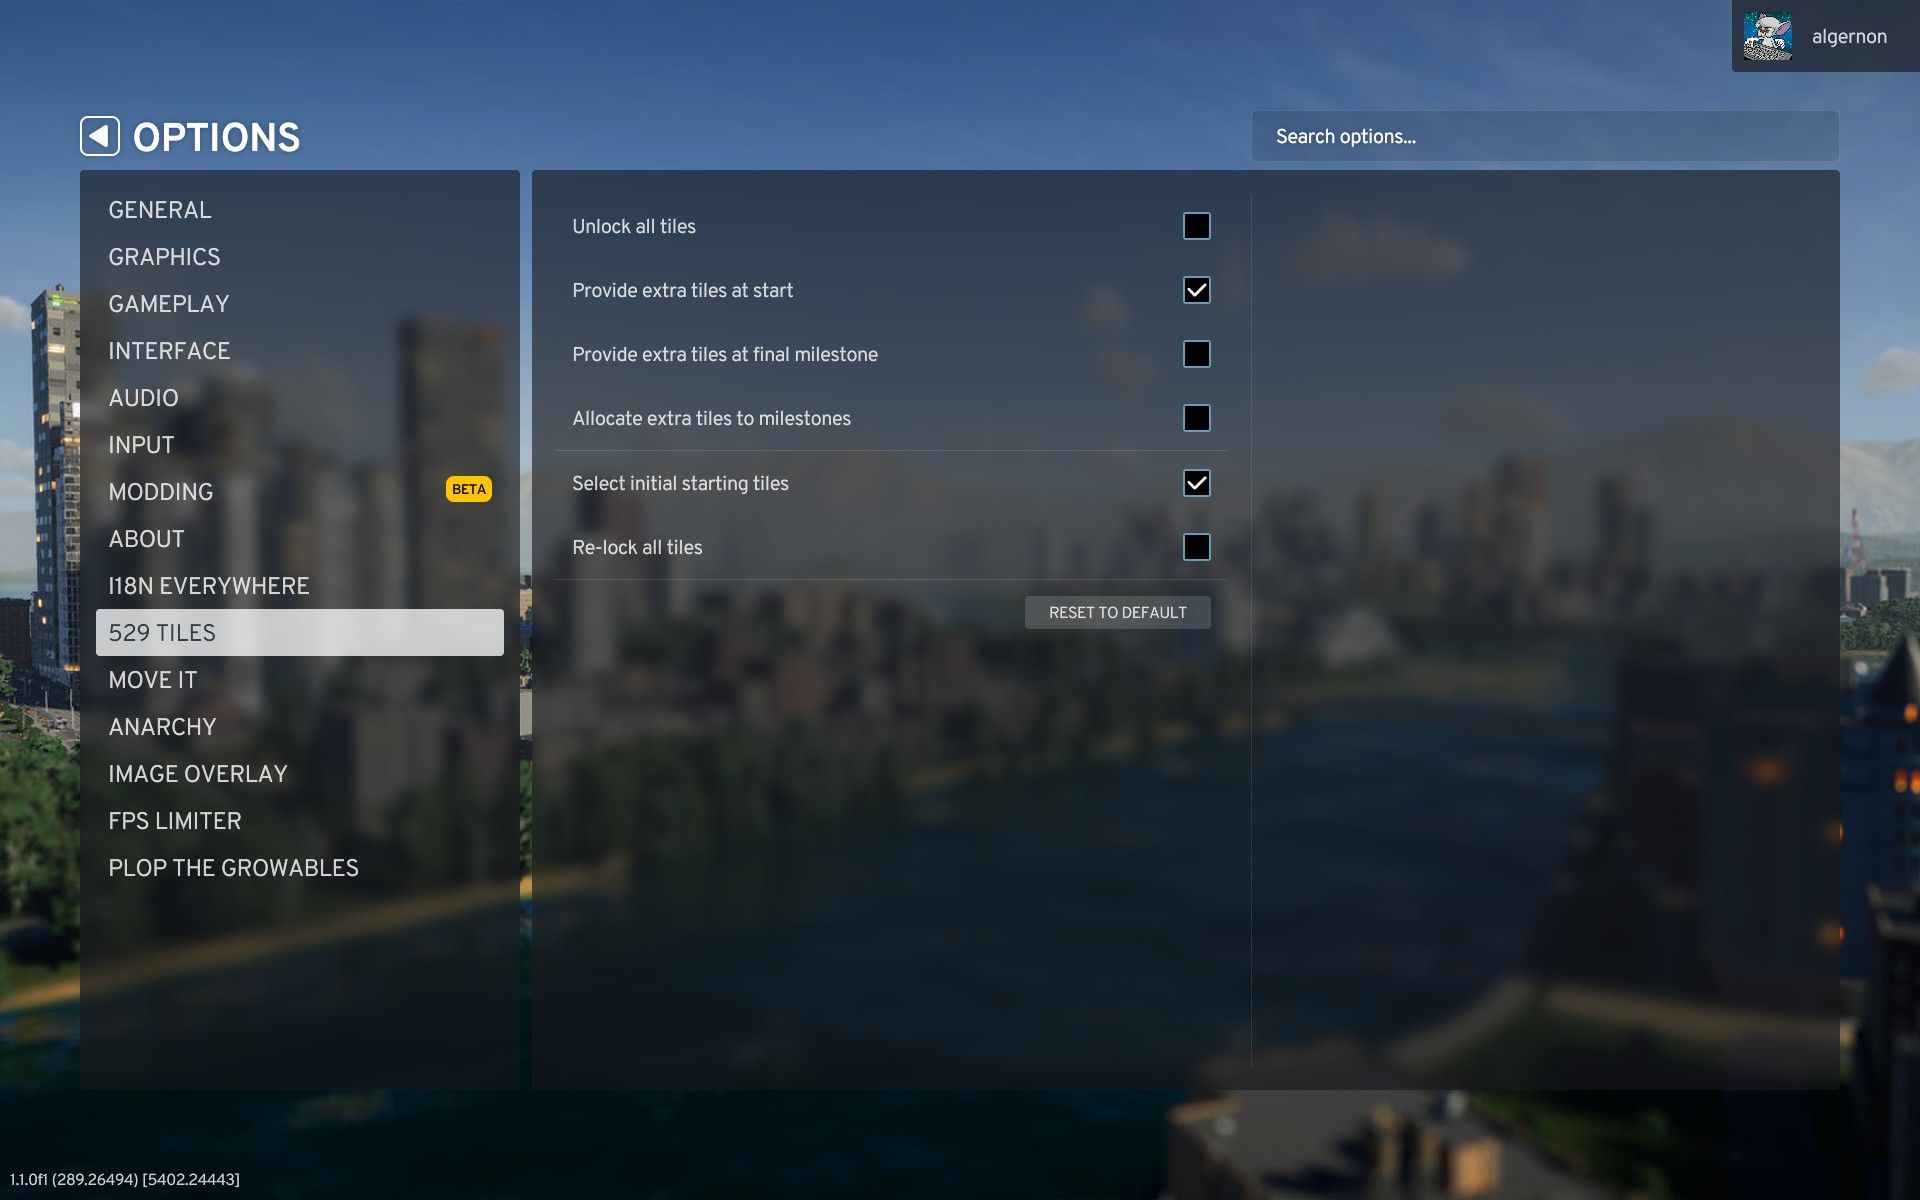 algernon
OPTIONS
Search options...
GENERAL
GRAPHICS
GAMEPLAY
INTERFACE
AUDIO
INPUT
MODDING BETA
ABOUT
I18N EVERYWHERE
529 TILES
MOVE IT
ANARCHY
IMAGE OVERLAY
FPS LIMITER
PLOP THE GROWABLES
Unlock all tiles
Provide extra tiles at start
Provide extra tiles at final milestone
Allocate extra tiles to milestones
Select initial starting tiles
Re-lock all tiles
RESET TO DEFAULT
1.1.0f1 (289.26494) [5402.24443]